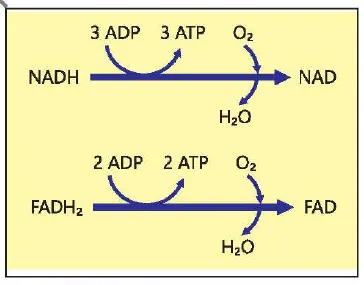 3 ADP 3 ATP O₂
NADH NAD
H₂O
2 ADP 2 ATP O₂
FADH₂ FAD
H₂O